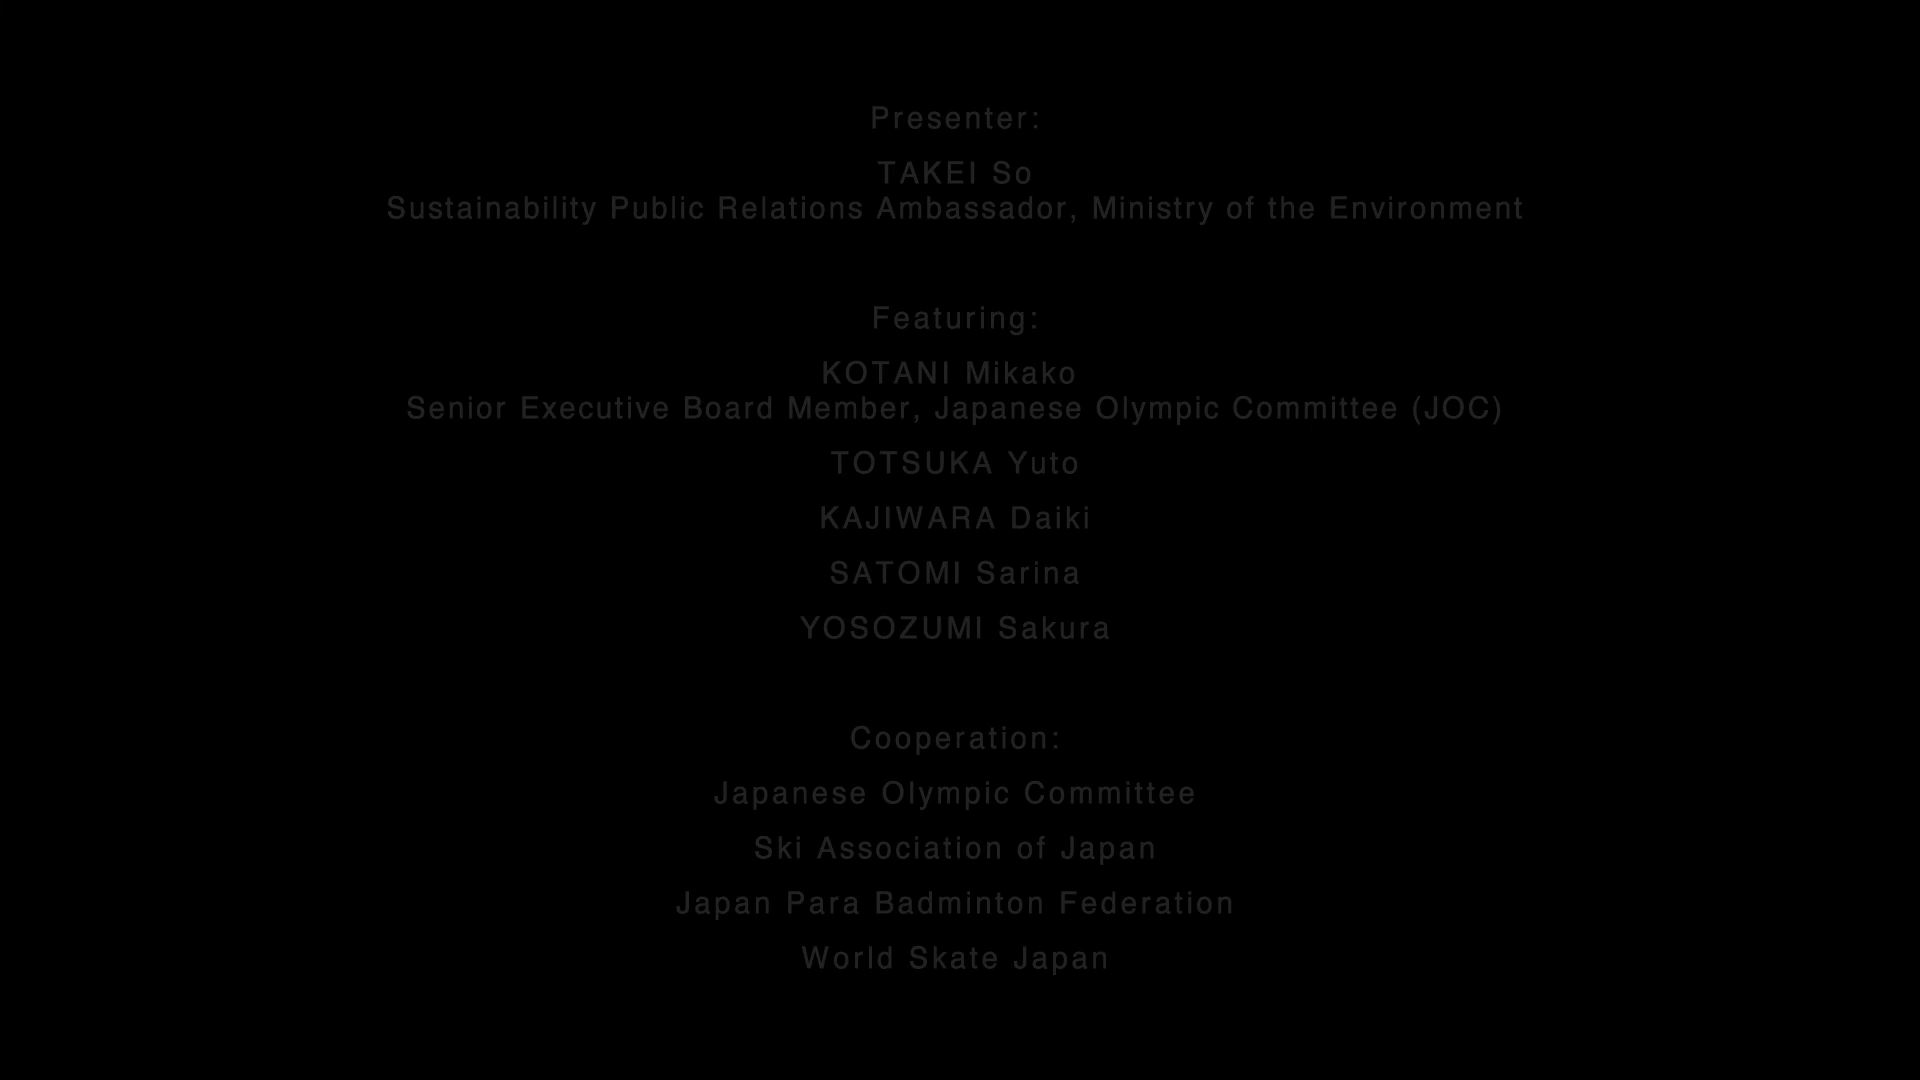 Presenter:
TAKEI So
Sustainability Public Relations Ambassador, Ministry of the Environment
Featuring:
KOTANI Mikako
Senior Executive Board Member, Japanese Olympic Committee (JOC)
TOTSUKA Yuto
KAJIWARA Daiki
SATOMI Sarina
YOSOZUMI Sakura
Cooperation:
Japanese Olympic Committee
Ski Association of Japan
Japan Para Badminton Federation
World Skate Japan